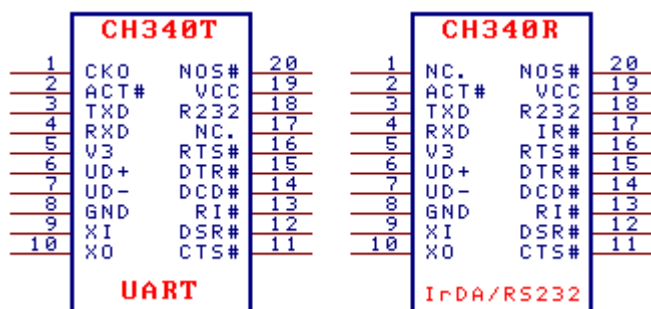 CH340T
1 CKO NOS# 20
2 ACT# VCC 19
3 TXD R232 18
4 RXD NC. 17
5 V3 RTS# 16
6 UD+ DTR# 15
7 UD- DCD# 14
8 GND RI# 13
9 XI DSR# 12
10 XO CTS# 11
UART
CH340R
1 NC. NOS# 20
2 ACT# VCC 19
3 TXD R232 18
4 RXD IR# 17
5 V3 RTS# 16
6 UD+ DTR# 15
7 UD- DCD# 14
8 GND RI# 13
9 XI DSR# 12
10 XO CTS# 11
IrDA/RS232